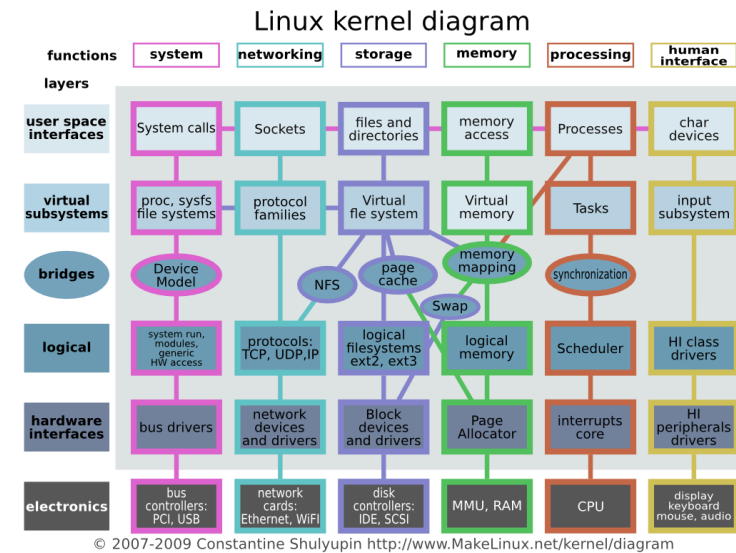 Linux kernel diagram
functions
system
networking
storage
memory
processing
human
interface
layers
user space
interfaces
System calls
Sockets
files and
directories
memory
access
Processes
char
devices
virtual
subsystems
proc, sysfs
file systems
protocol
families
Virtual
fle system
Virtual
memory
Tasks
input
subsystem
bridges
Device
Model
NFS
page
cache
memory
mapping
synchronization
Swap
logical
system run,
modules,
generic
HW access
protocols:
TCP, UDP,IP
logical
filesystems
ext2, ext3
logical
memory
Scheduler
HI class
drivers
hardware
interfaces
bus drivers
network
devices
and drivers
Block
devices
and drivers
Page
Allocator
interrupts
core
HI
peripherals
drivers
electronics
bus
controllers:
PCI, USB
network
cards:
Ethernet, WiFI
disk
controllers:
IDE, SCSI
MMU, RAM
CPU
display
keyboard
mouse, audio
© 2007-2009 Constantine Shulyupin http://www.MakeLinux.net/kernel/diagram